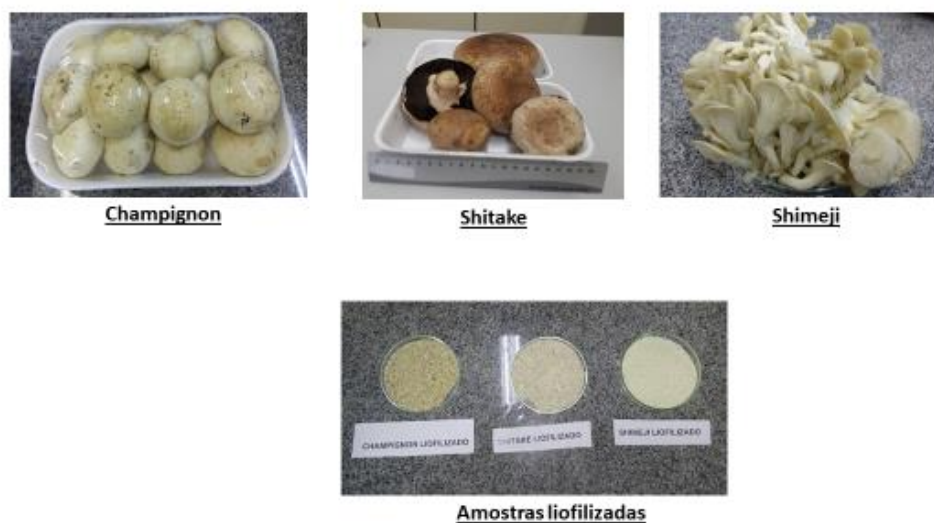 Champignon
Shitake
Shimeji
CHAMPIGNON LIOFILIZADO
SHITAKE LIOFILIZADO
SHIMEJI LIOFILIZADO
Amostras liofilizadas